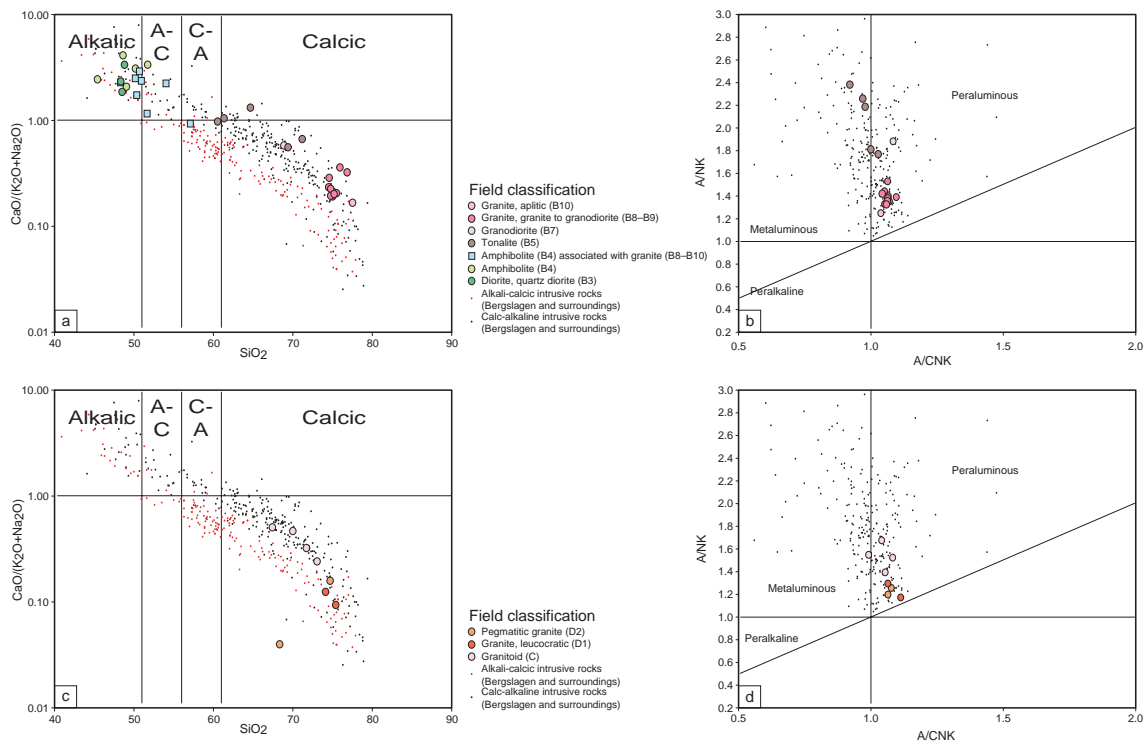 10.00
Alkalic
A-
C
C-
A
Calcic
1.00
0.10
0.01
CaO/(K2O+Na2O)
a
40
50
60
70
80
90
SiO2
Field classification
Granite, aplitic (B10)
Granite, granite to granodiorite (B8–B9)
Granodiorite (B7)
Tonalite (B5)
Amphibolite (B4) associated with granite (B8–B10)
Amphibolite (B4)
Diorite, quartz diorite (B3)
Alkali-calcic intrusive rocks
(Bergslagen and surroundings)
Calc-alkaline intrusive rocks
(Bergslagen and surroundings)
3.0
2.8
2.6
2.4
2.2
2.0
1.8
1.6
1.4
1.2
1.0
0.8
0.6
0.4
0.2
A/NK
Peraluminous
Metaluminous
Peralkaline
b
0.5
1.0
1.5
2.0
A/CNK
10.00
Alkalic
A-
C
C-
A
Calcic
1.00
0.10
0.01
CaO/(K2O+Na2O)
c
40
50
60
70
80
90
SiO2
Field classification
Pegmatitic granite (D2)
Granite, leucocratic (D1)
Granitoid (C)
Alkali-calcic intrusive rocks
(Bergslagen and surroundings)
Calc-alkaline intrusive rocks
(Bergslagen and surroundings)
3.0
2.8
2.6
2.4
2.2
2.0
1.8
1.6
1.4
1.2
1.0
0.8
0.6
0.4
0.2
A/NK
Peraluminous
Metaluminous
Peralkaline
d
0.5
1.0
1.5
2.0
A/CNK